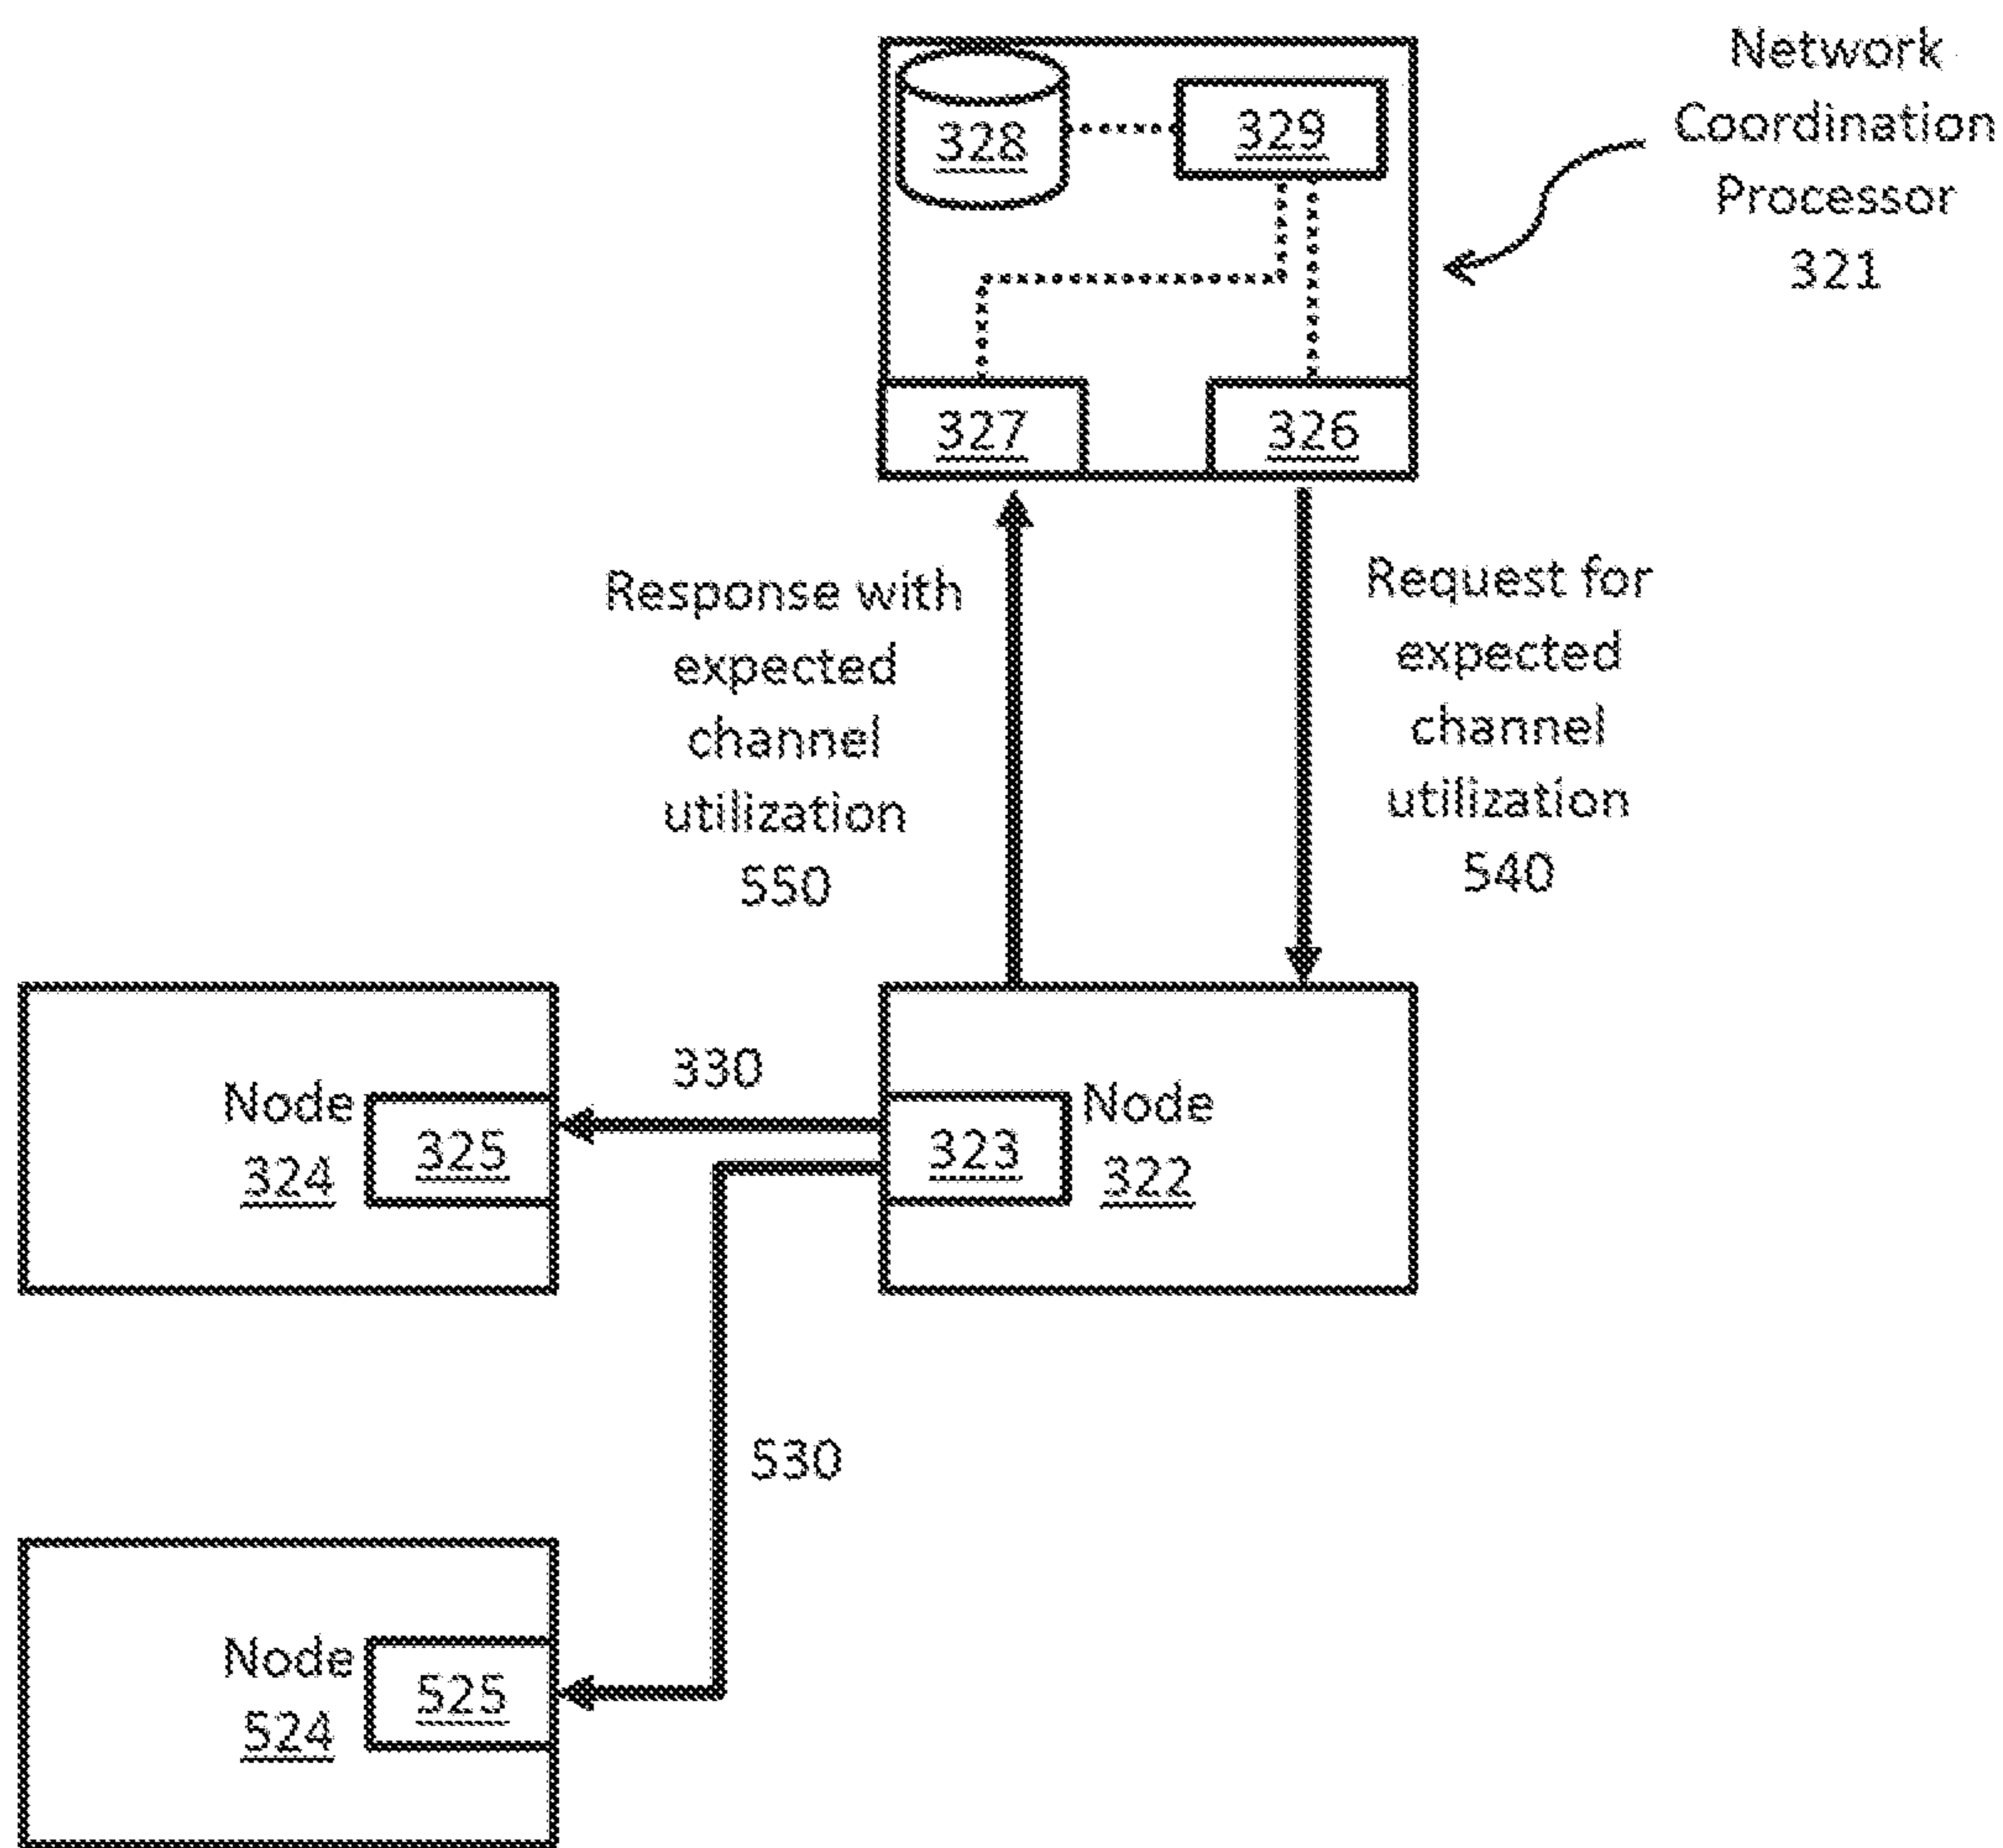 Network
Coordination
Processor
321
328
329
327
326
Response with
expected
channel
utilization
550
Request for
expected
channel
utilization
540
Node
324
325
330
323
Node
322
530
Node
524
525